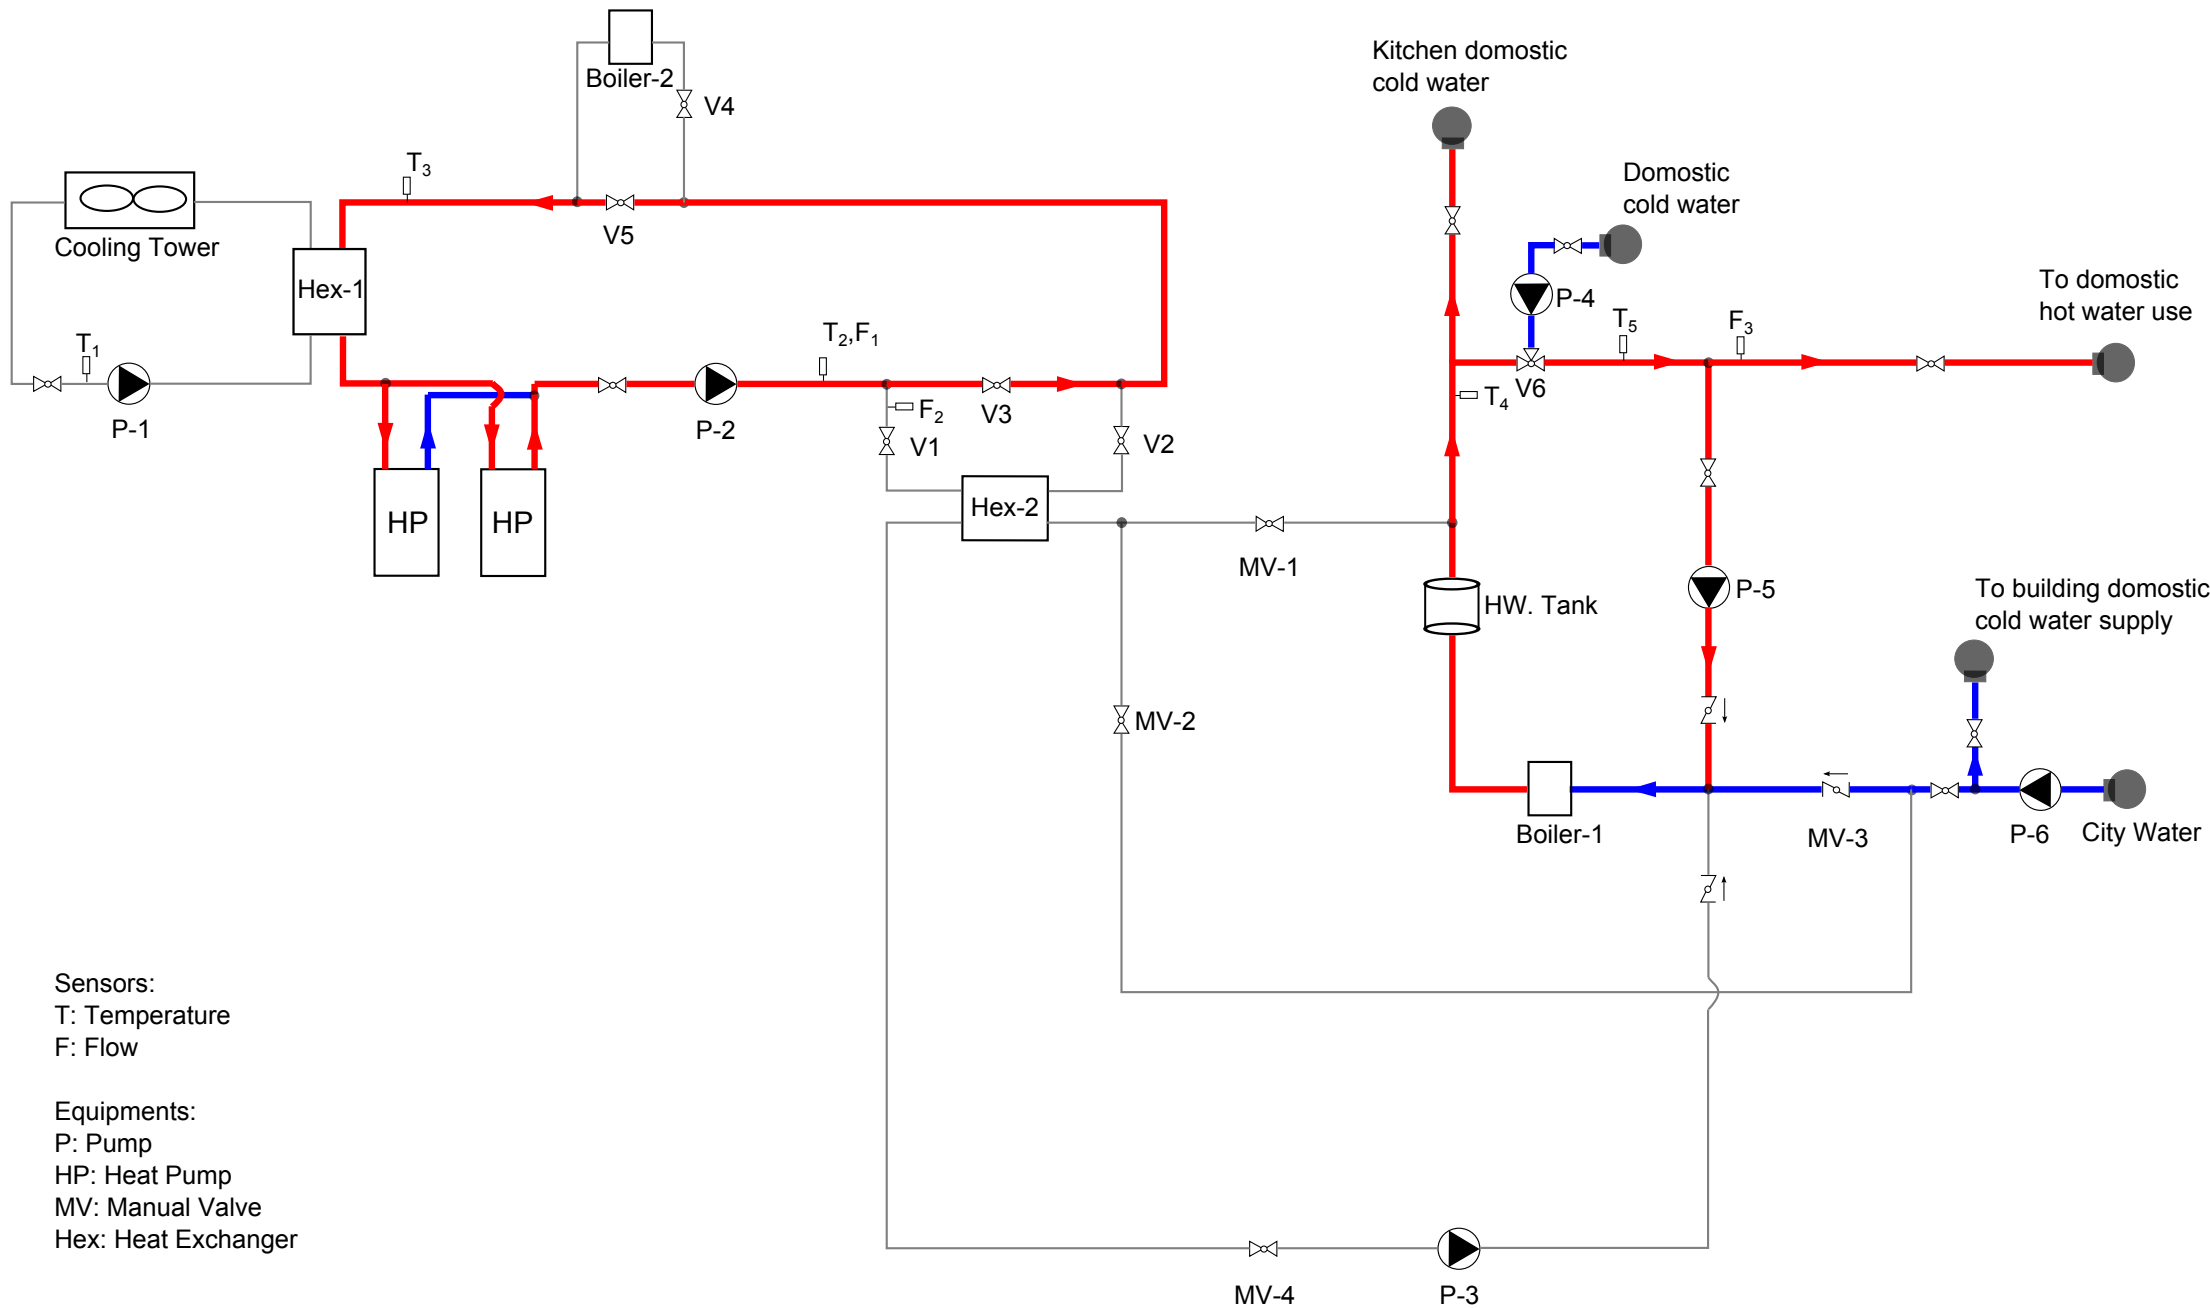 Boiler-2
V4
Kitchen domostic
cold water
T3
Domostic
cold water
V5
Cooling Tower
Hex-1
To domostic
hot water use
P-4
T1
T2,F1
T5
F3
V6
T4
P-1
P-2
F2
V3
V1
V2
HP
HP
Hex-2
MV-1
HW. Tank
P-5
To building domostic
cold water supply
MV-2
Boiler-1
MV-3
P-6
City Water
Sensors:
T: Temperature
F: Flow
Equipments:
P: Pump
HP: Heat Pump
MV: Manual Valve
Hex: Heat Exchanger
MV-4
P-3